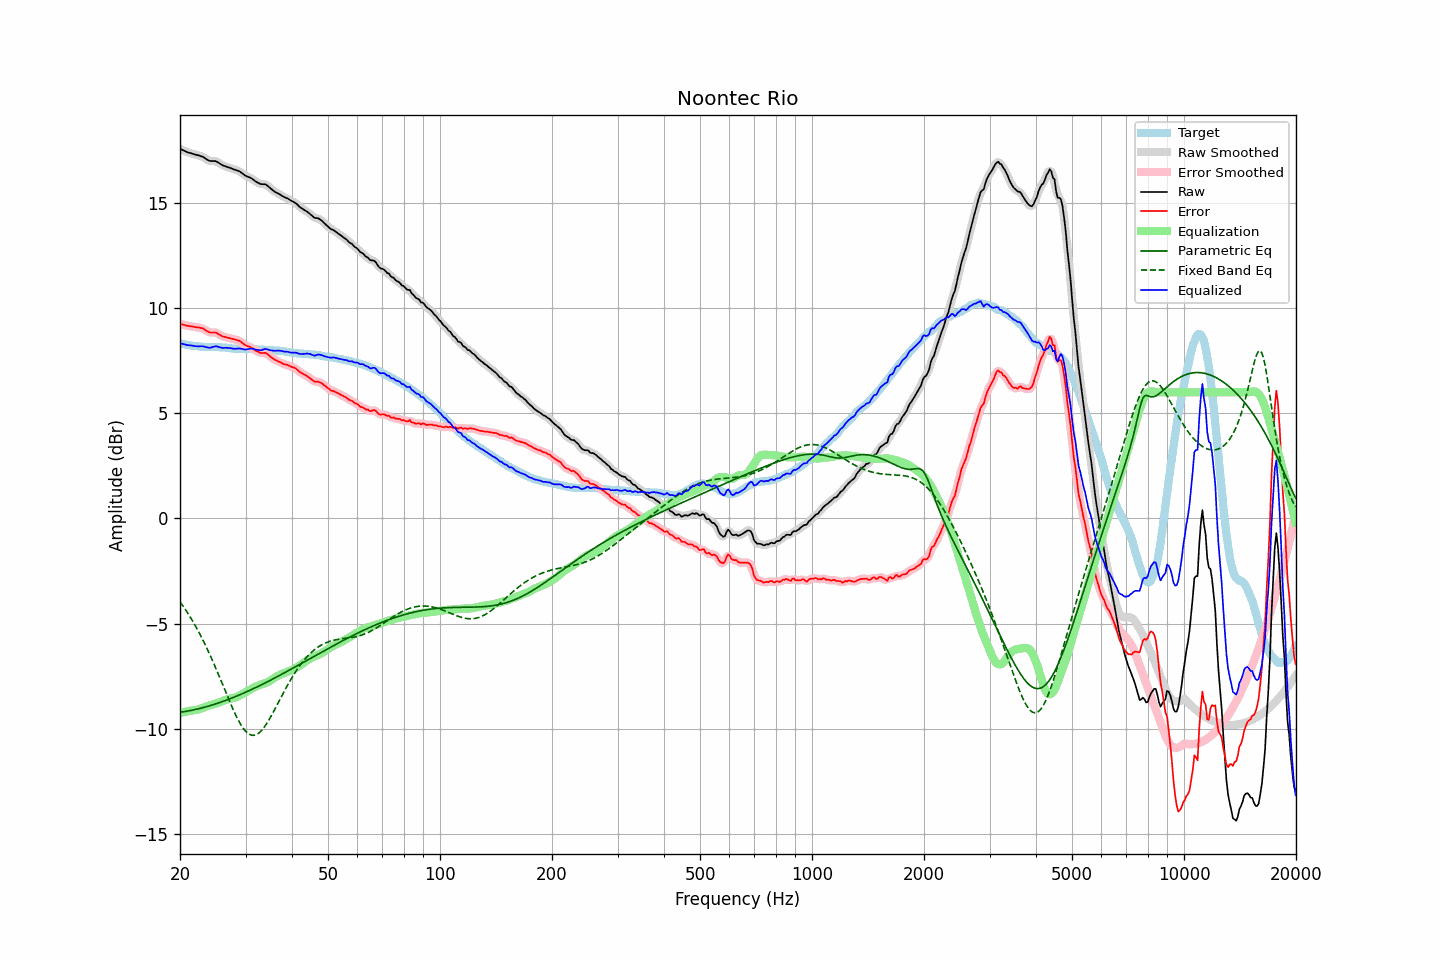 Noontec Rio
Target
Raw Smoothed
Error Smoothed
Raw
Error
Equalization
Parametric Eq
Fixed Band Eq
Equalized
Amplitude (dBr)
15
10
5
0
−5
−10
−15
20
50
100
200
500
1000
2000
5000
10000
20000
Frequency (Hz)